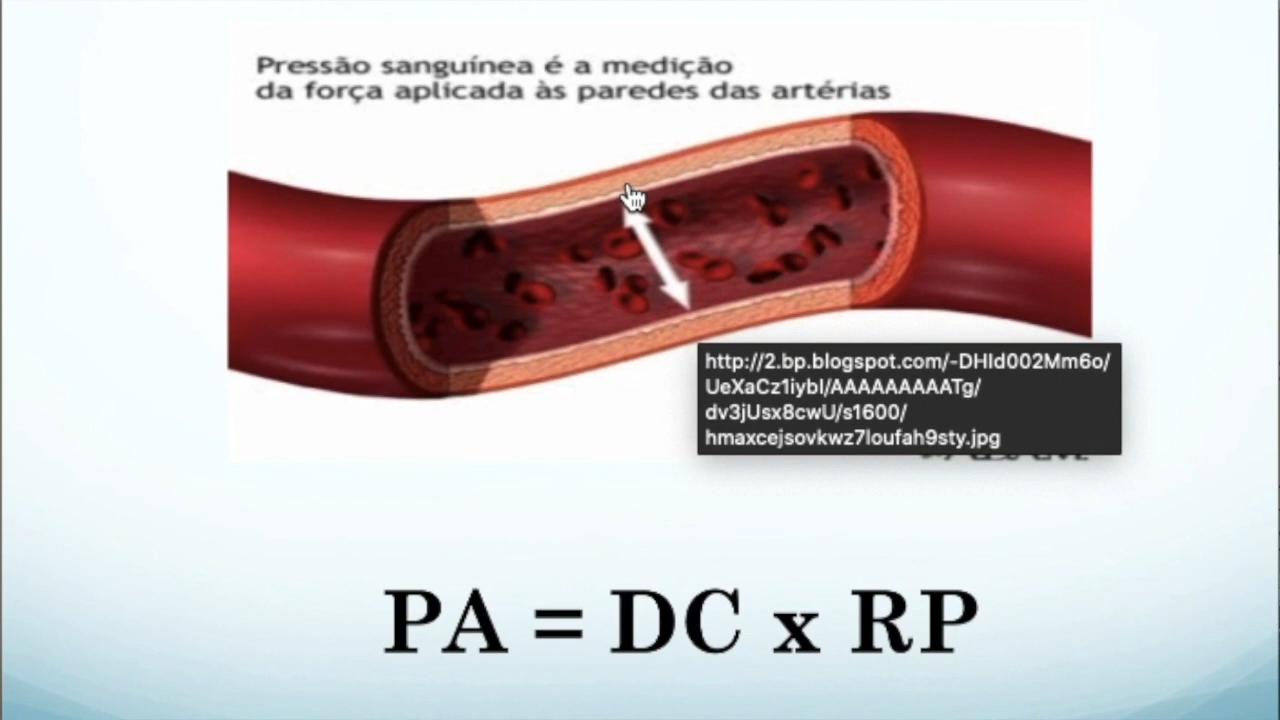 Pressão sanguínea é a medição
da força aplicada às paredes das artérias
http://2.bp.blogspot.com/-DHId002Mm6o/
UeXaCz1iybI/AAAAAAAAATg/
dv3jUsx8cwU/s1600/
hmaxcejsovkwz7loufah9sty.jpg
PA = DC x RP